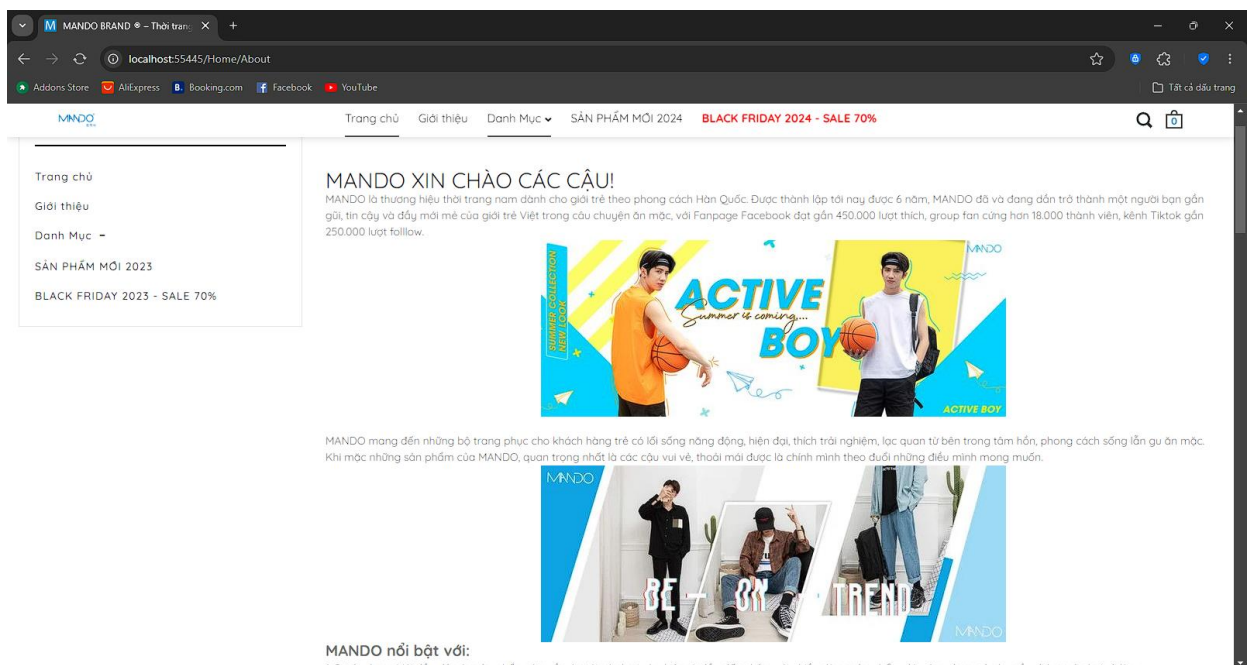 MANDO BRAND ® – Thời trang
localhost:55445/Home/About
Addons Store AliExpress B. Booking.com Facebook YouTube Tất cả dấu trang
MANDO Trang chủ Giới thiệu Danh Mục SẢN PHẨM MỚI 2024 BLACK FRIDAY 2024 - SALE 70% 0
Trang chủ
Giới thiệu
Danh Mục -
SẢN PHẨM MỚI 2023
BLACK FRIDAY 2023 - SALE 70%
MANDO XIN CHÀO CÁC CẬU!
MANDO là thương hiệu thời trang nam dành cho giới trẻ theo phong cách Hàn Quốc. Được thành lập tới nay được 6 năm, MANDO đã và đang dần trở thành một người bạn gần
gũi, tin cậy và đầy mới mẻ của giới trẻ Việt trong câu chuyện ăn mặc, với Fanpage Facebook đạt gần 450.000 lượt thích, group fan cứng hơn 18.000 thành viên, kênh Tiktok gần
250.000 lượt folllow.
SUMMER COLLECTION
NEW LOOK
MANDO
ACTIVE
Summer is coming....
BOY
ACTIVE BOY
MANDO mang đến những bộ trang phục cho khách hàng trẻ có lối sống năng động, hiện đại, thích trải nghiệm, lạc quan từ bên trong tâm hồn, phong cách sống lẫn gu ăn mặc.
Khi mặc những sản phẩm của MANDO, quan trọng nhất là các cậu vui vẻ, thoải mái được là chính mình theo đuổi những điều mình mong muốn.
MANDO
BE - ON - TREND
MANDO
MANDO nổi bật với: